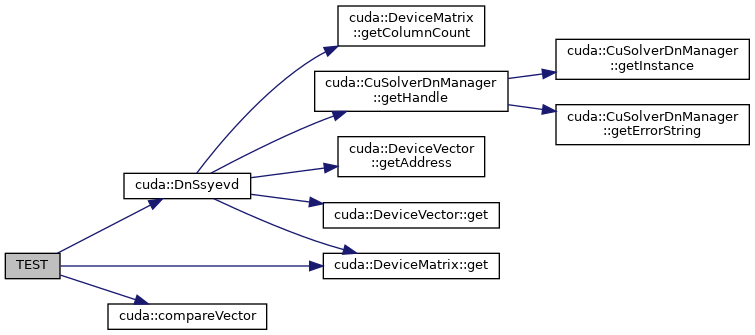 cuda::DeviceMatrix
::getColumnCount
cuda::CuSolverDnManager
::getInstance
cuda::CuSolverDnManager
::getHandle
cuda::CuSolverDnManager
::getErrorString
cuda::DeviceVector
::getAddress
cuda::DnSsyevd
cuda::DeviceVector::get
TEST
cuda::DeviceMatrix::get
cuda::compareVector